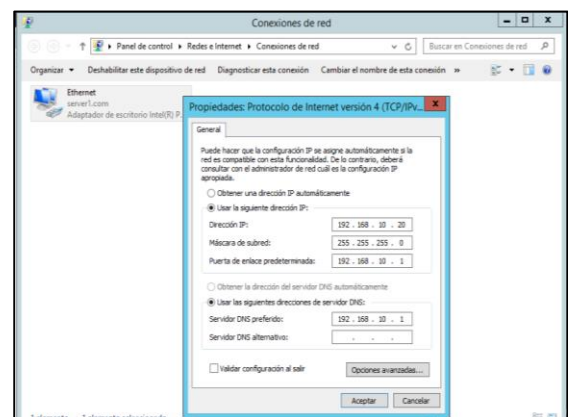 Conexiones de red
Panel de control Redes e Internet Conexiones de red
Buscar en Conexiones de red
Organizar Deshabilitar este dispositivo de red Diagnosticar esta conexión Cambiar el nombre de esta conexión »
Ethernet
server1.com
Adaptador de escritorio Intel(R) P
Propiedades: Protocolo de Internet versión 4 (TCP/IPv...
General
Puede hacer que la configuración IP se asigne automáticamente si la
red es compatible con esta funcionalidad. De lo contrario, deberá
consultar con el administrador de red cuál es la configuración IP
apropiada.
Obtener una dirección IP automáticamente
Usar la siguiente dirección IP:
Dirección IP: 192 . 168 . 10 . 20
Máscara de subred: 255 . 255 . 255 . 0
Puerta de enlace predeterminada: 192 . 168 . 10 . 1
Obtener la dirección del servidor DNS automáticamente
Usar las siguientes direcciones de servidor DNS:
Servidor DNS preferido: 192 . 168 . 10 . 1
Servidor DNS alternativo: . . .
Validar configuración al salir
Opciones avanzadas...
Aceptar Cancelar